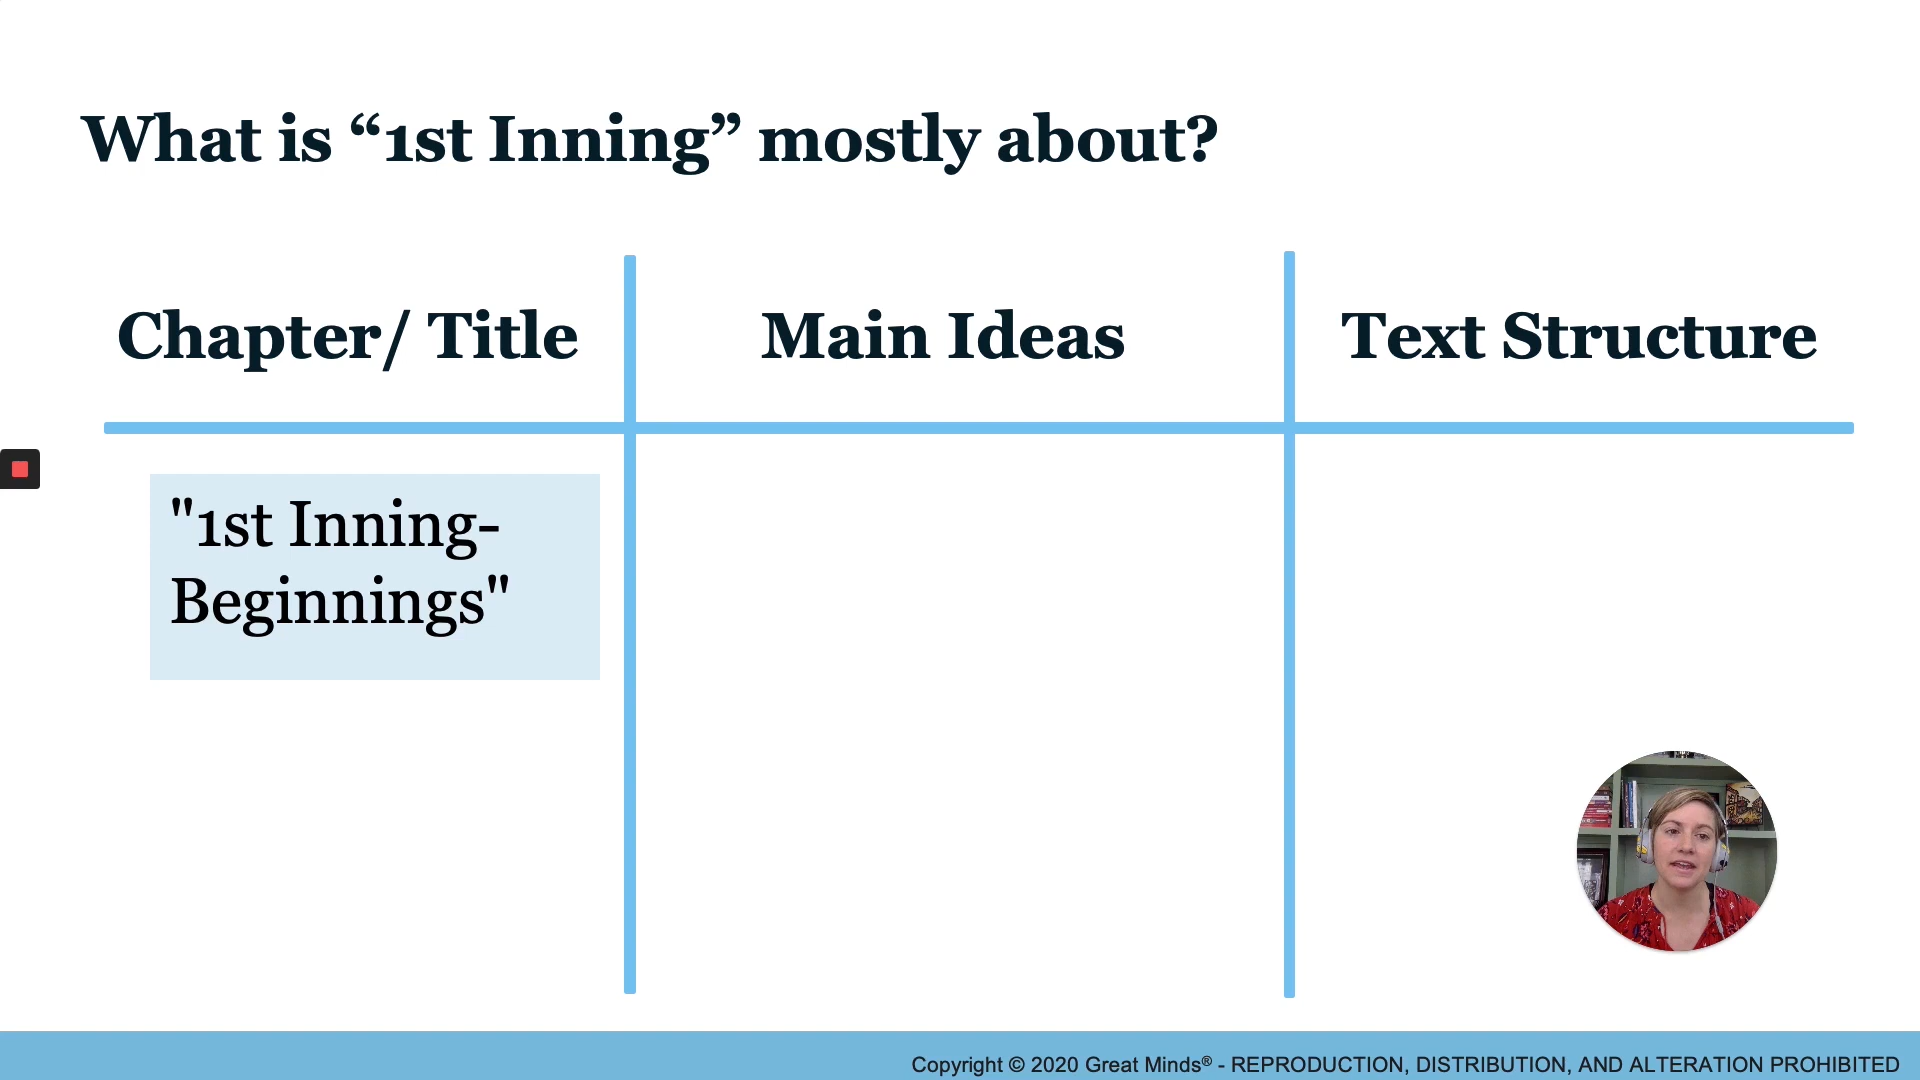 What is “1st Inning” mostly about?
Chapter/ Title
Main Ideas
Text Structure
"1st Inning-
Beginnings"
Copyright © 2020 Great Minds® - REPRODUCTION, DISTRIBUTION, AND ALTERATION PROHIBITED